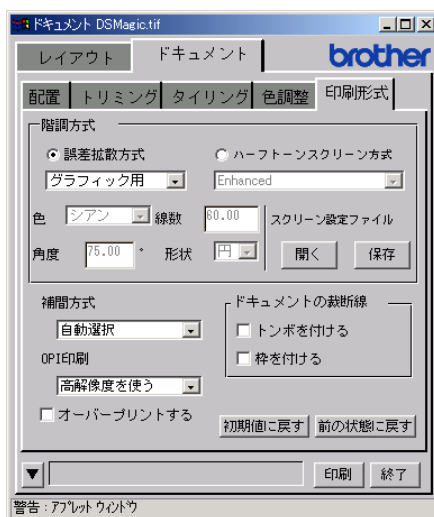 ドキュメント DSMagic.tif
レイアウト ドキュメント brother
配置 トリミング タイリング 色調整 印刷形式
階調方式
誤差拡散方式 ハーフトーンスクリーン方式
グラフィック用 Enhanced
色 シアン 線数 60.00 スクリーン設定ファイル
角度 75.00 ° 形状 円 開く 保存
補間方式 ドキュメントの裁断線
自動選択 トンボを付ける
OPI印刷 枠を付ける
高解像度を使う
オーバープリントする 初期値に戻す 前の状態に戻す
印刷 終了
警告 : アプレット ウィンドウ